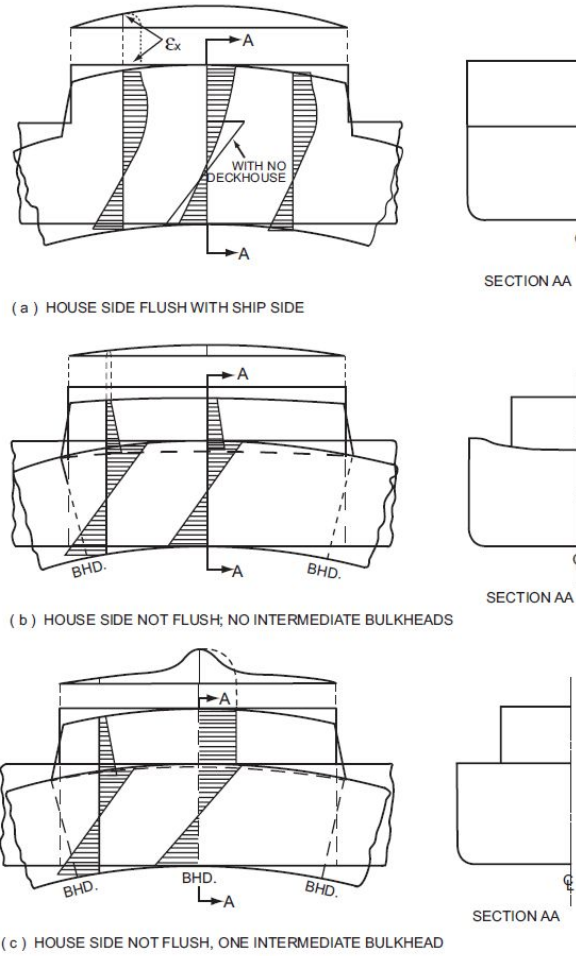 εx
A
WITH NO
DECKHOUSE
A
SECTION AA
( a ) HOUSE SIDE FLUSH WITH SHIP SIDE
A
A
BHD.
BHD.
SECTION AA
( b ) HOUSE SIDE NOT FLUSH; NO INTERMEDIATE BULKHEADS
A
BHD.
BHD.
BHD.
A
℄
SECTION AA
( c ) HOUSE SIDE NOT FLUSH, ONE INTERMEDIATE BULKHEAD